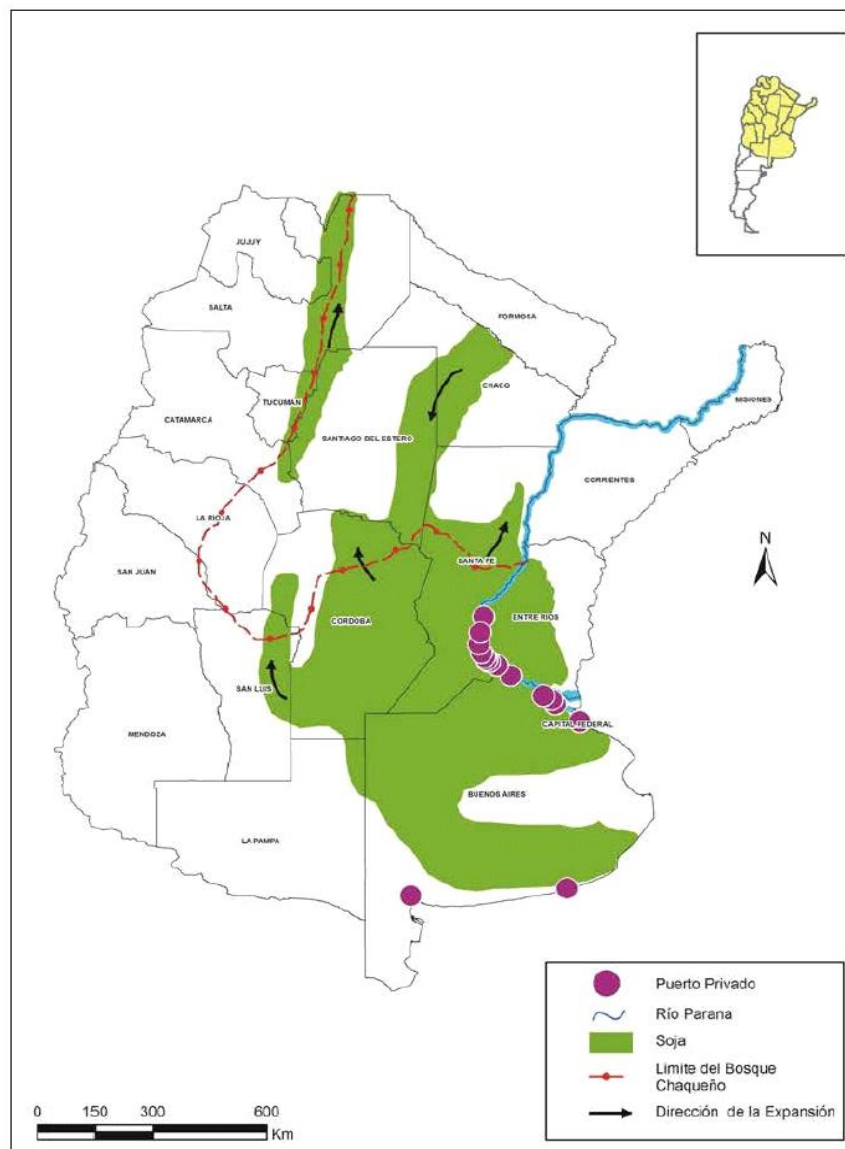 JUJUY
SALTA
FORMOSA
CHACO
TUCUMAN
MISIONES
CATAMARCA
SANTIAGO DEL ESTERO
CORRIENTES
LA RIOJA
SANTA FE
SAN JUAN
CORDOBA
ENTRE RIOS
SAN LUIS
MENDOZA
CAPITAL FEDERAL
BUENOS AIRES
LA PAMPA
N
Puerto Privado
Río Parana
Soja
Limite del Bosque
Chaqueño
Dirección de la Expansión
0 150 300 600
Km